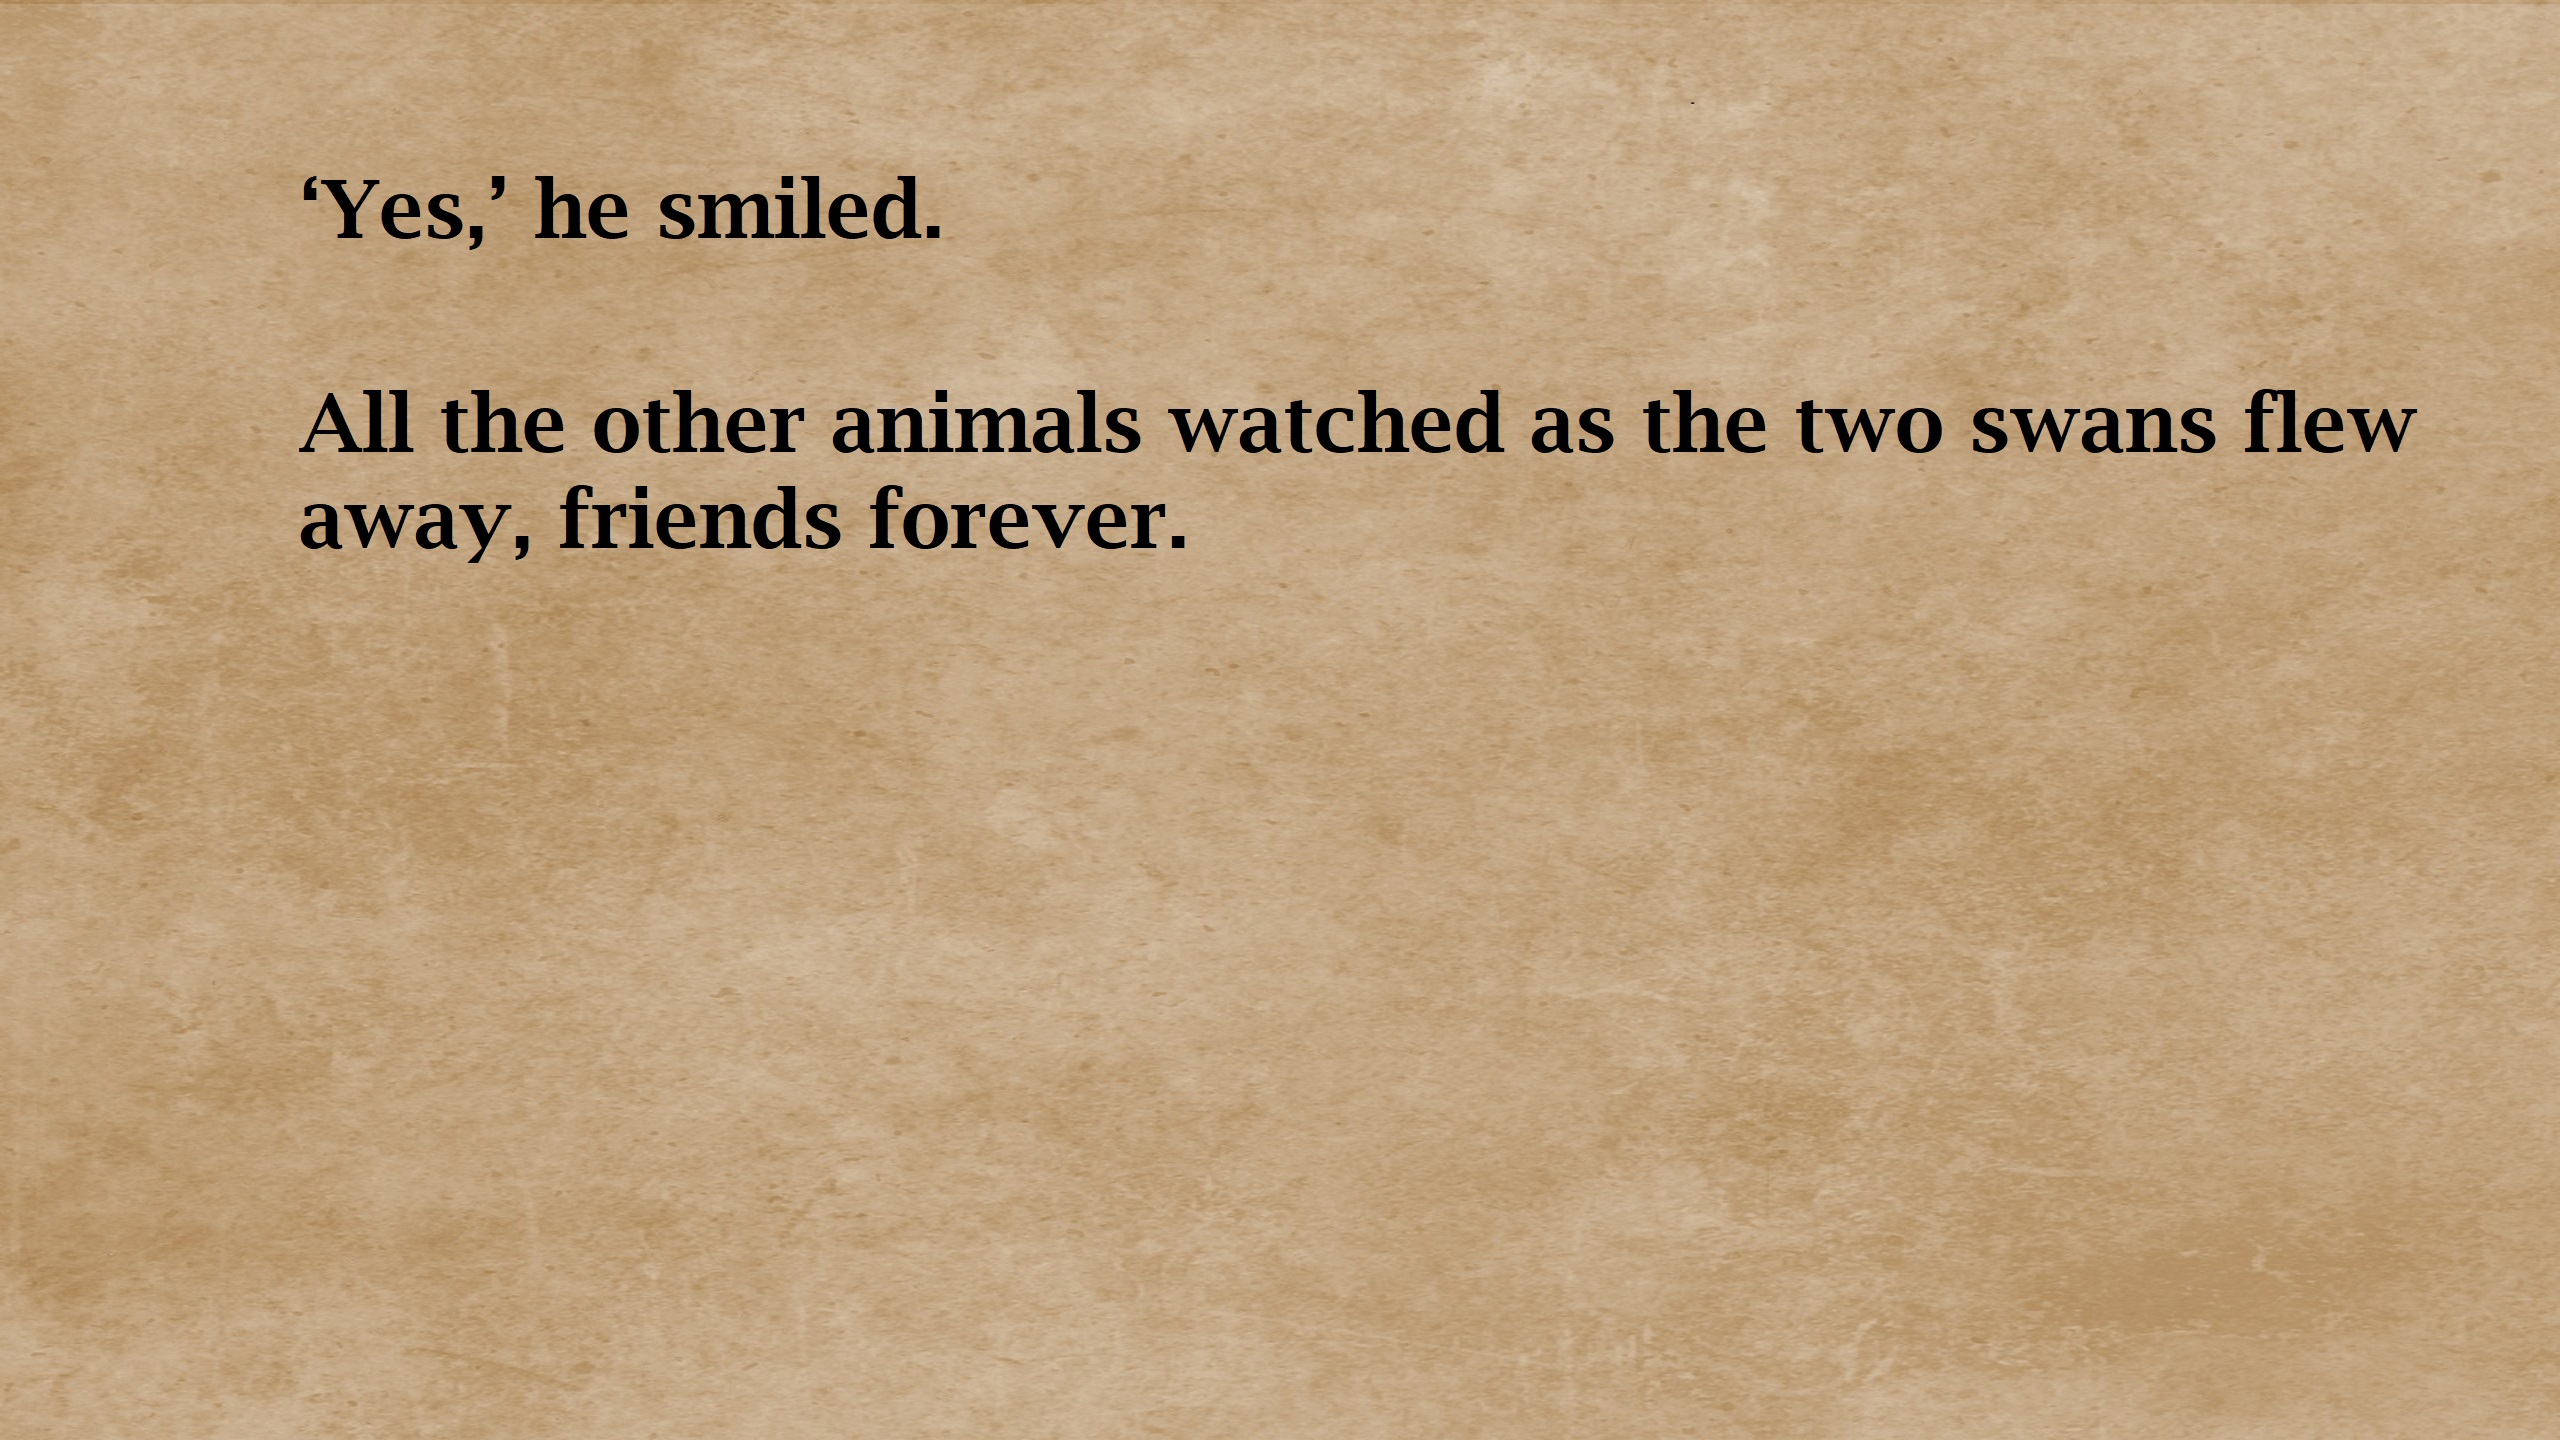 ‘Yes,’ he smiled.
All the other animals watched as the two swans flew
away, friends forever.